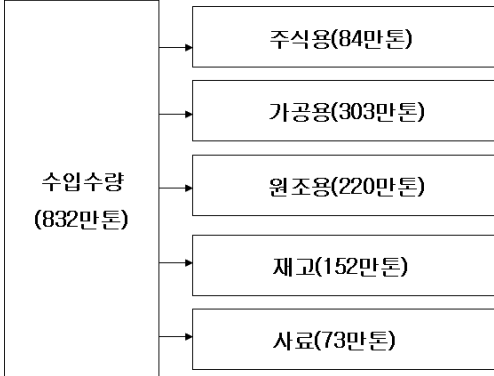 수입수량
(832만톤)
주식용(84만톤)
가공용(303만톤)
원조용(220만톤)
재고(152만톤)
사료(73만톤)